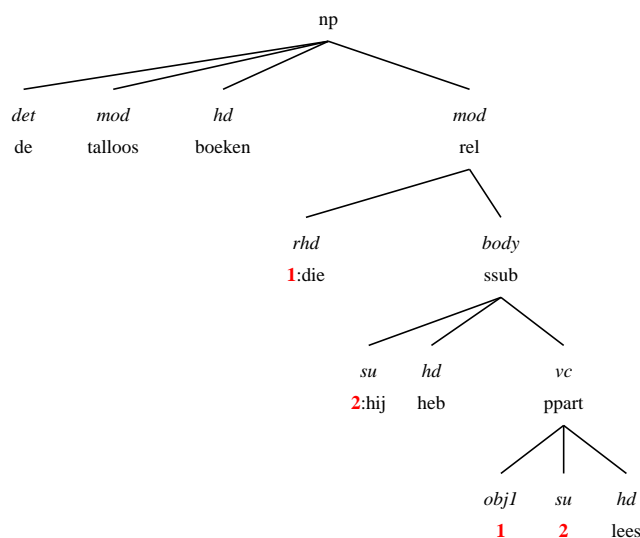 np
det mod hd mod
de talloos boeken rel
rhd body
1:die ssub
su hd vc
2:hij heb ppart
obj1 su hd
1 2 lees